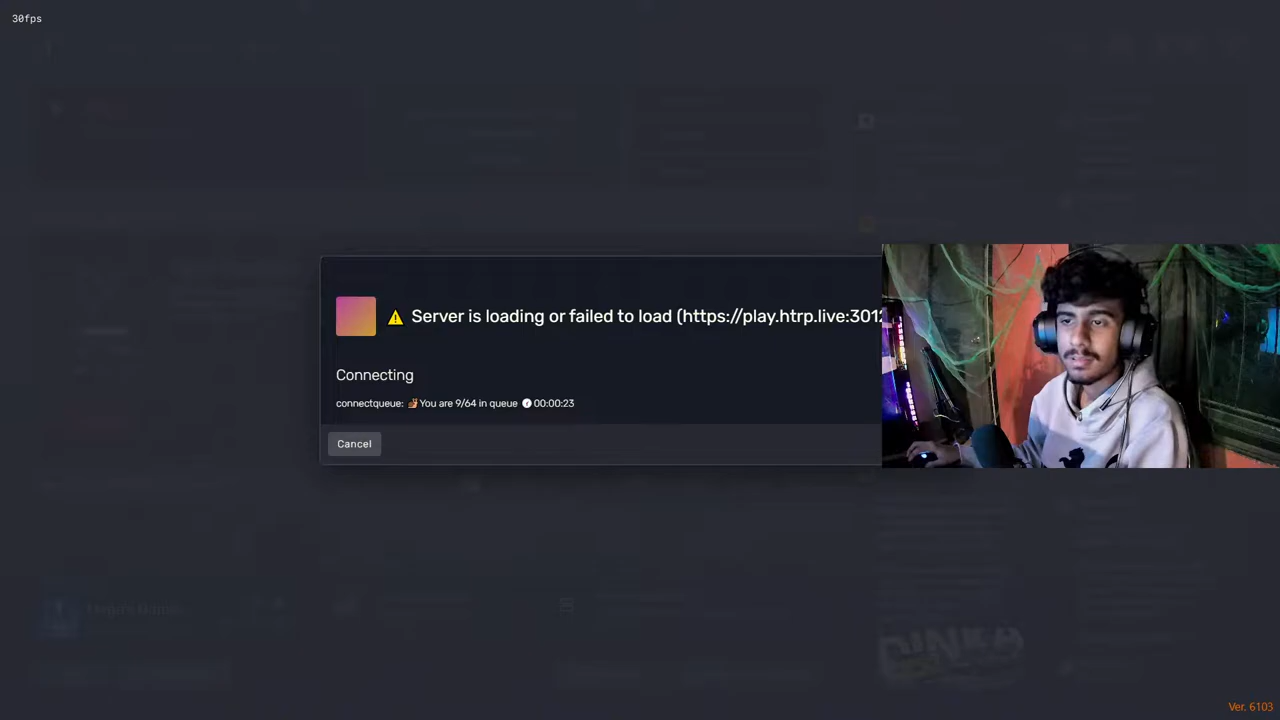 30fps
⚠ Server is loading or failed to load (https://play.htrp.live:3012
Connecting
connectqueue: 🐌You are 9/64 in queue 🕒00:00:23
Cancel
Ver. 6103